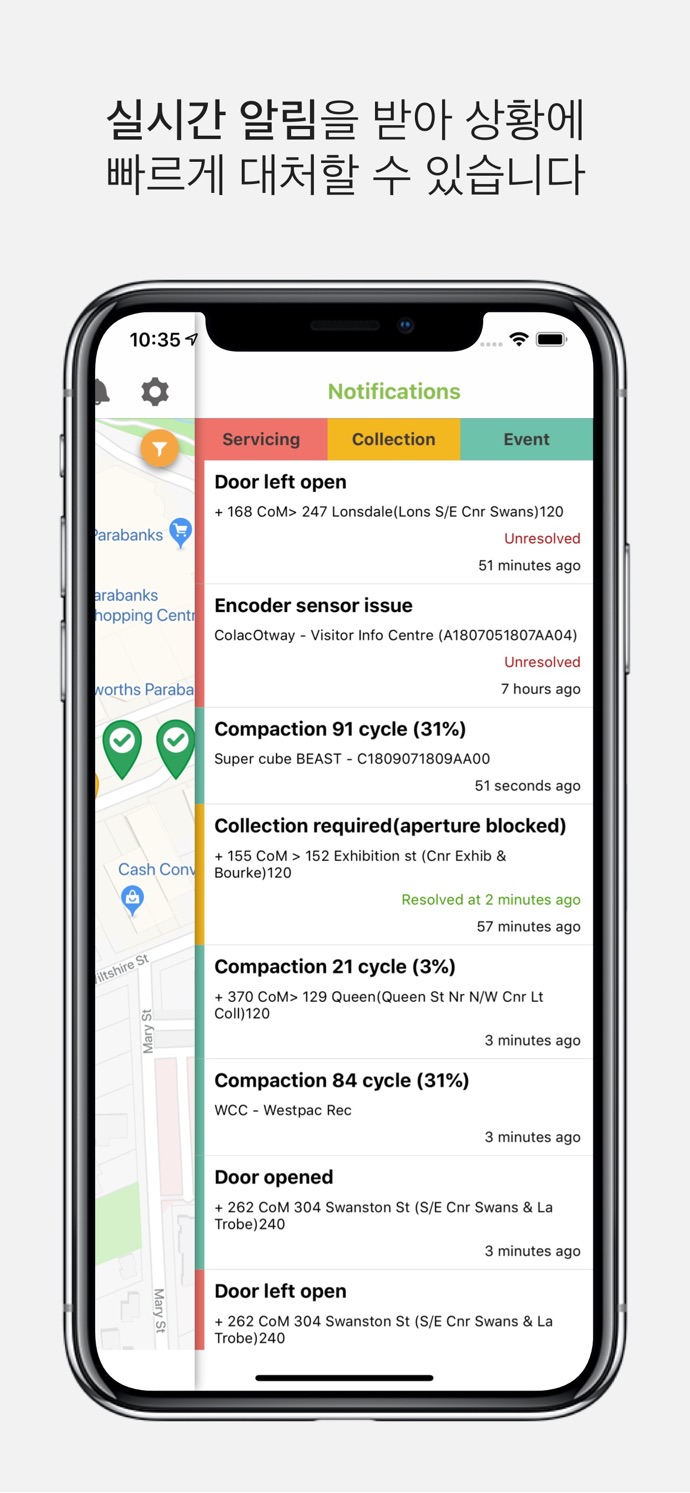 실시간 알림을 받아 상황에
빠르게 대처할 수 있습니다
10:35
Notifications
Servicing
Collection
Event
Door left open
+ 168 CoM> 247 Lonsdale(Lons S/E Cnr Swans)120
Unresolved
51 minutes ago
Encoder sensor issue
ColacOtway - Visitor Info Centre (A1807051807AA04)
Unresolved
7 hours ago
Compaction 91 cycle (31%)
Super cube BEAST - C1809071809AA00
51 seconds ago
Collection required(aperture blocked)
+ 155 CoM > 152 Exhibition st (Cnr Exhib &
Bourke)120
Resolved at 2 minutes ago
57 minutes ago
Compaction 21 cycle (3%)
+ 370 CoM> 129 Queen(Queen St Nr N/W Cnr Lt
Coll)120
3 minutes ago
Compaction 84 cycle (31%)
WCC - Westpac Rec
3 minutes ago
Door opened
+ 262 CoM 304 Swanston St (S/E Cnr Swans & La
Trobe)240
3 minutes ago
Door left open
+ 262 CoM 304 Swanston St (S/E Cnr Swans & La
Trobe)240
Parabanks
arabanks
hopping Centr
worths Paraba
Cash Conv
iltshire St
Mary St
Mary St